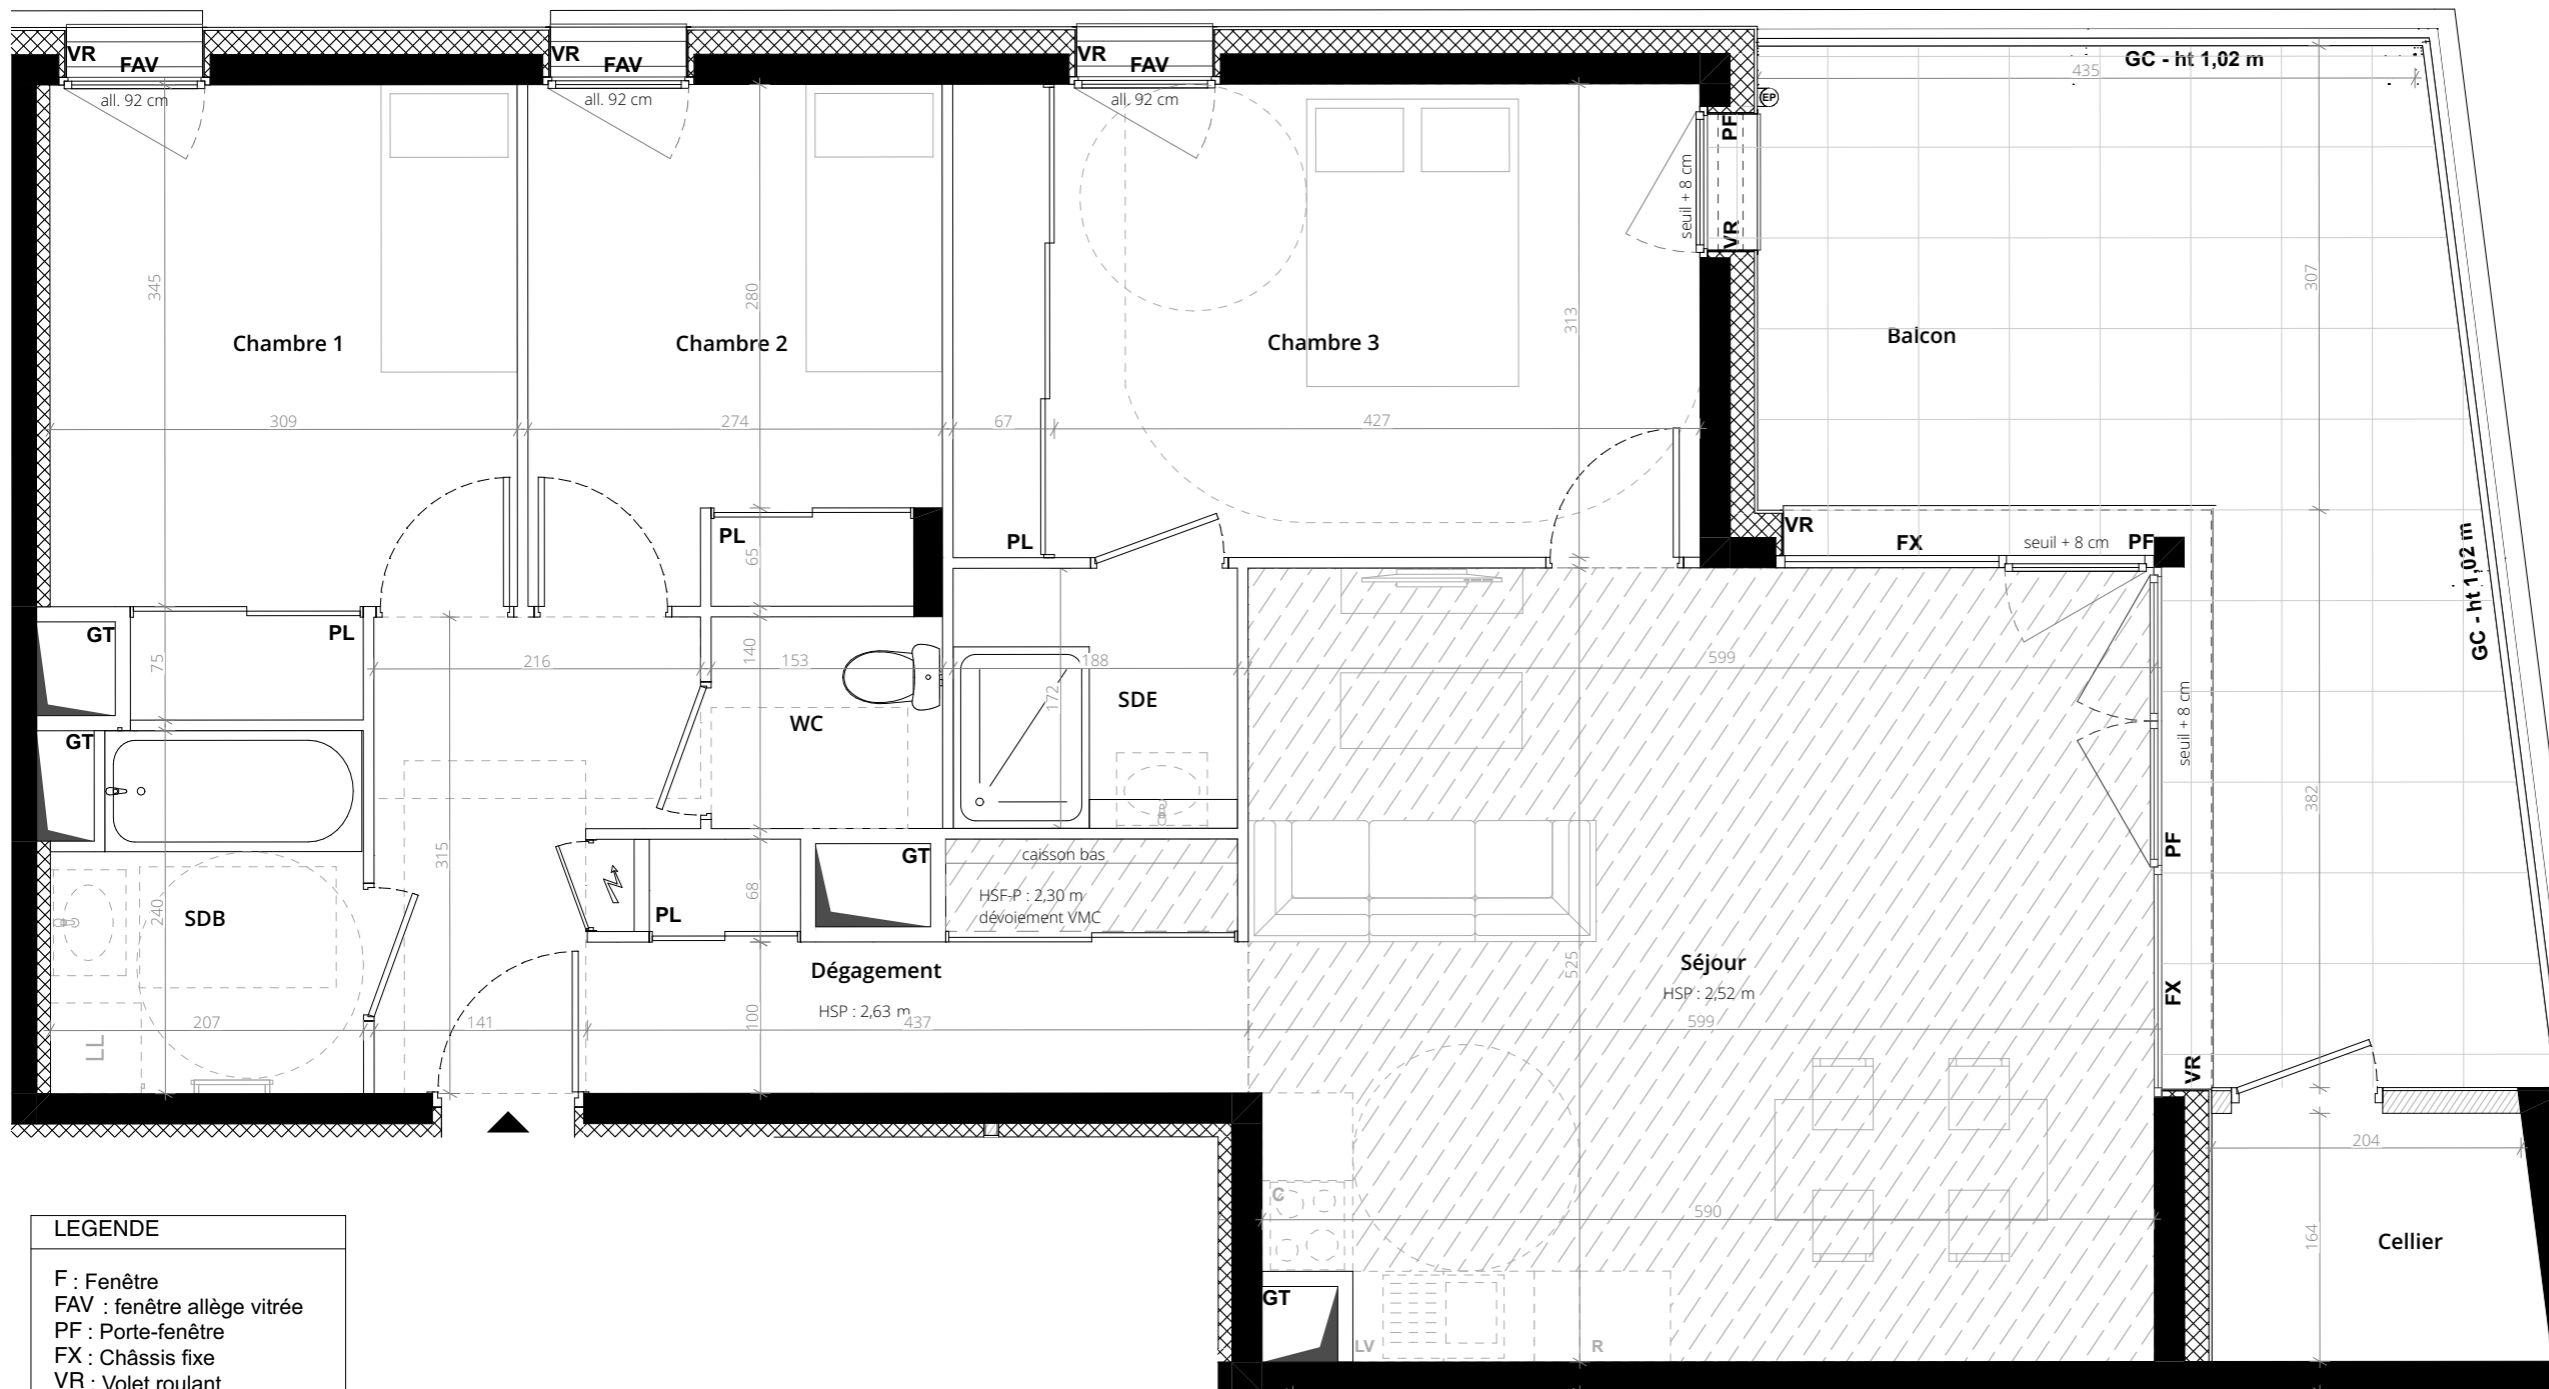 VR
FAV
all. 92 cm
VR
FAV
all. 92 cm
VR
FAV
all. 92 cm
GC - ht 1,02 m
435
EP
PF
seuil + 8 cm
VR
345
280
313
307
Chambre 1
Chambre 2
Chambre 3
Balcon
309
274
67
427
PL
65
PL
VR
FX
seuil + 8 cm
PF
GC - ht 1,02 m
GT
PL
75
216
140
153
188
599
172
SDE
WC
seuil + 8 cm
GT
382
315
PF
GT
caisson bas
HSF-P : 2,30 m
dévoiement VMC
68
PL
240
SDB
Dégagement
HSP : 2,63 m
525
Séjour
HSP : 2,52 m
FX
207
141
100
437
599
LL
VR
204
C
590
164
Cellier
GT
LV
R
LEGENDE
F : Fenêtre
FAV : fenêtre allège vitrée
PF : Porte-fenêtre
FX : Châssis fixe
VR : Volet roulant